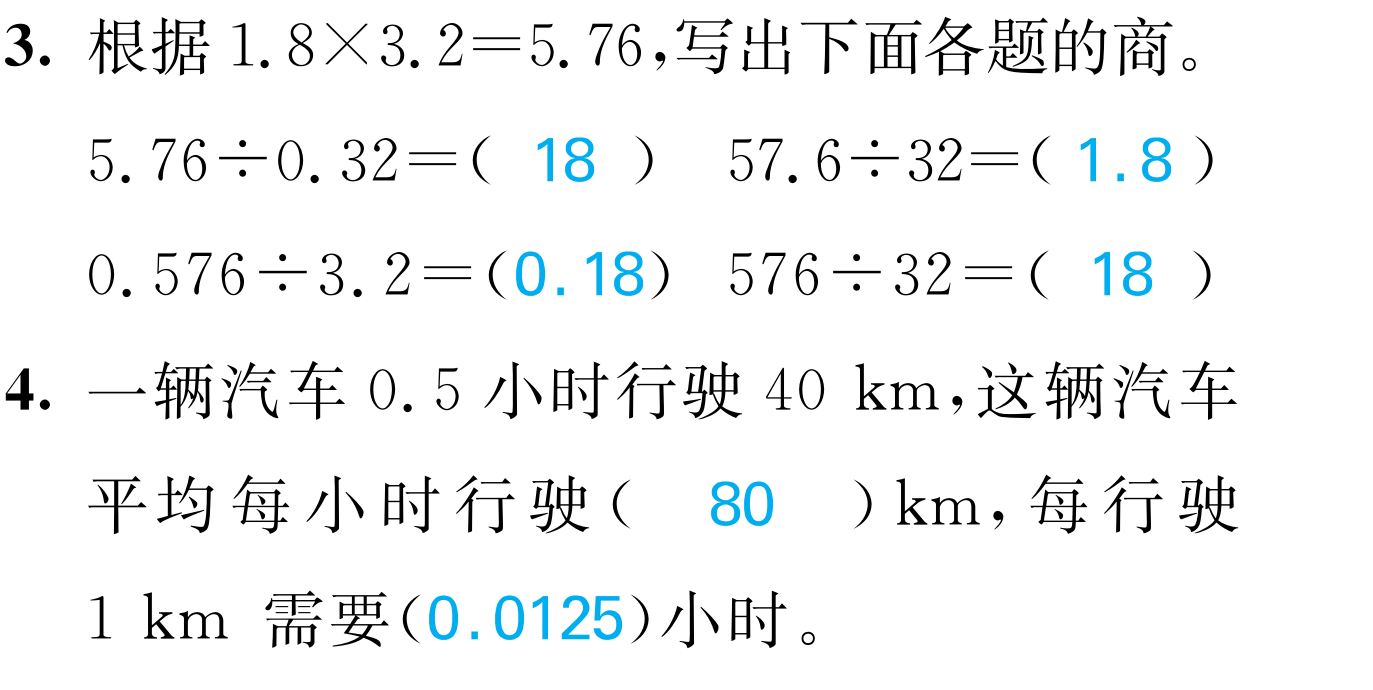 3. 根据 1.8×3.2=5.76,写出下面各题的商。
5.76÷0.32=( 18 ) 57.6÷32=( 1.8 )
0.576÷3.2=(0.18) 576÷32=( 18 )
4. 一辆汽车 0.5 小时行驶 40 km,这辆汽车
平均每小时行驶( 80 )km,每行驶
1 km 需要(0.0125)小时。